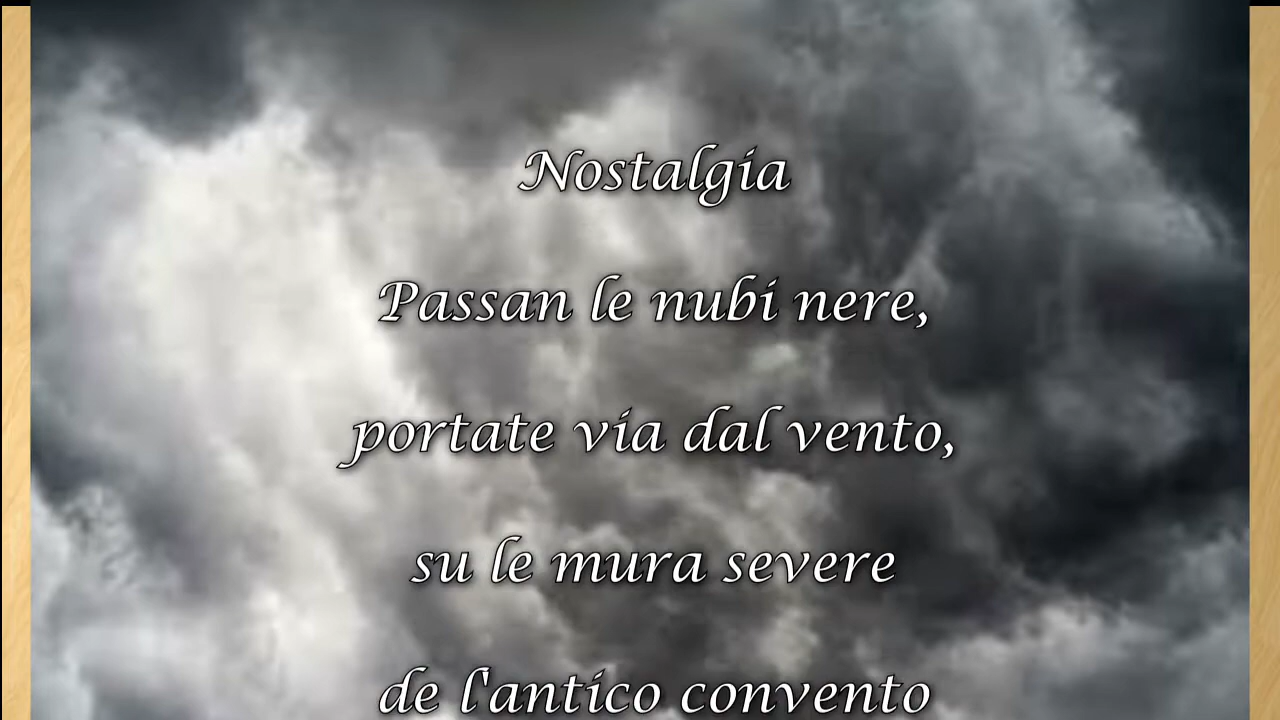 Nostalgia
Passan le nubi nere,
portate via dal vento,
su le mura severe
de l'antico convento